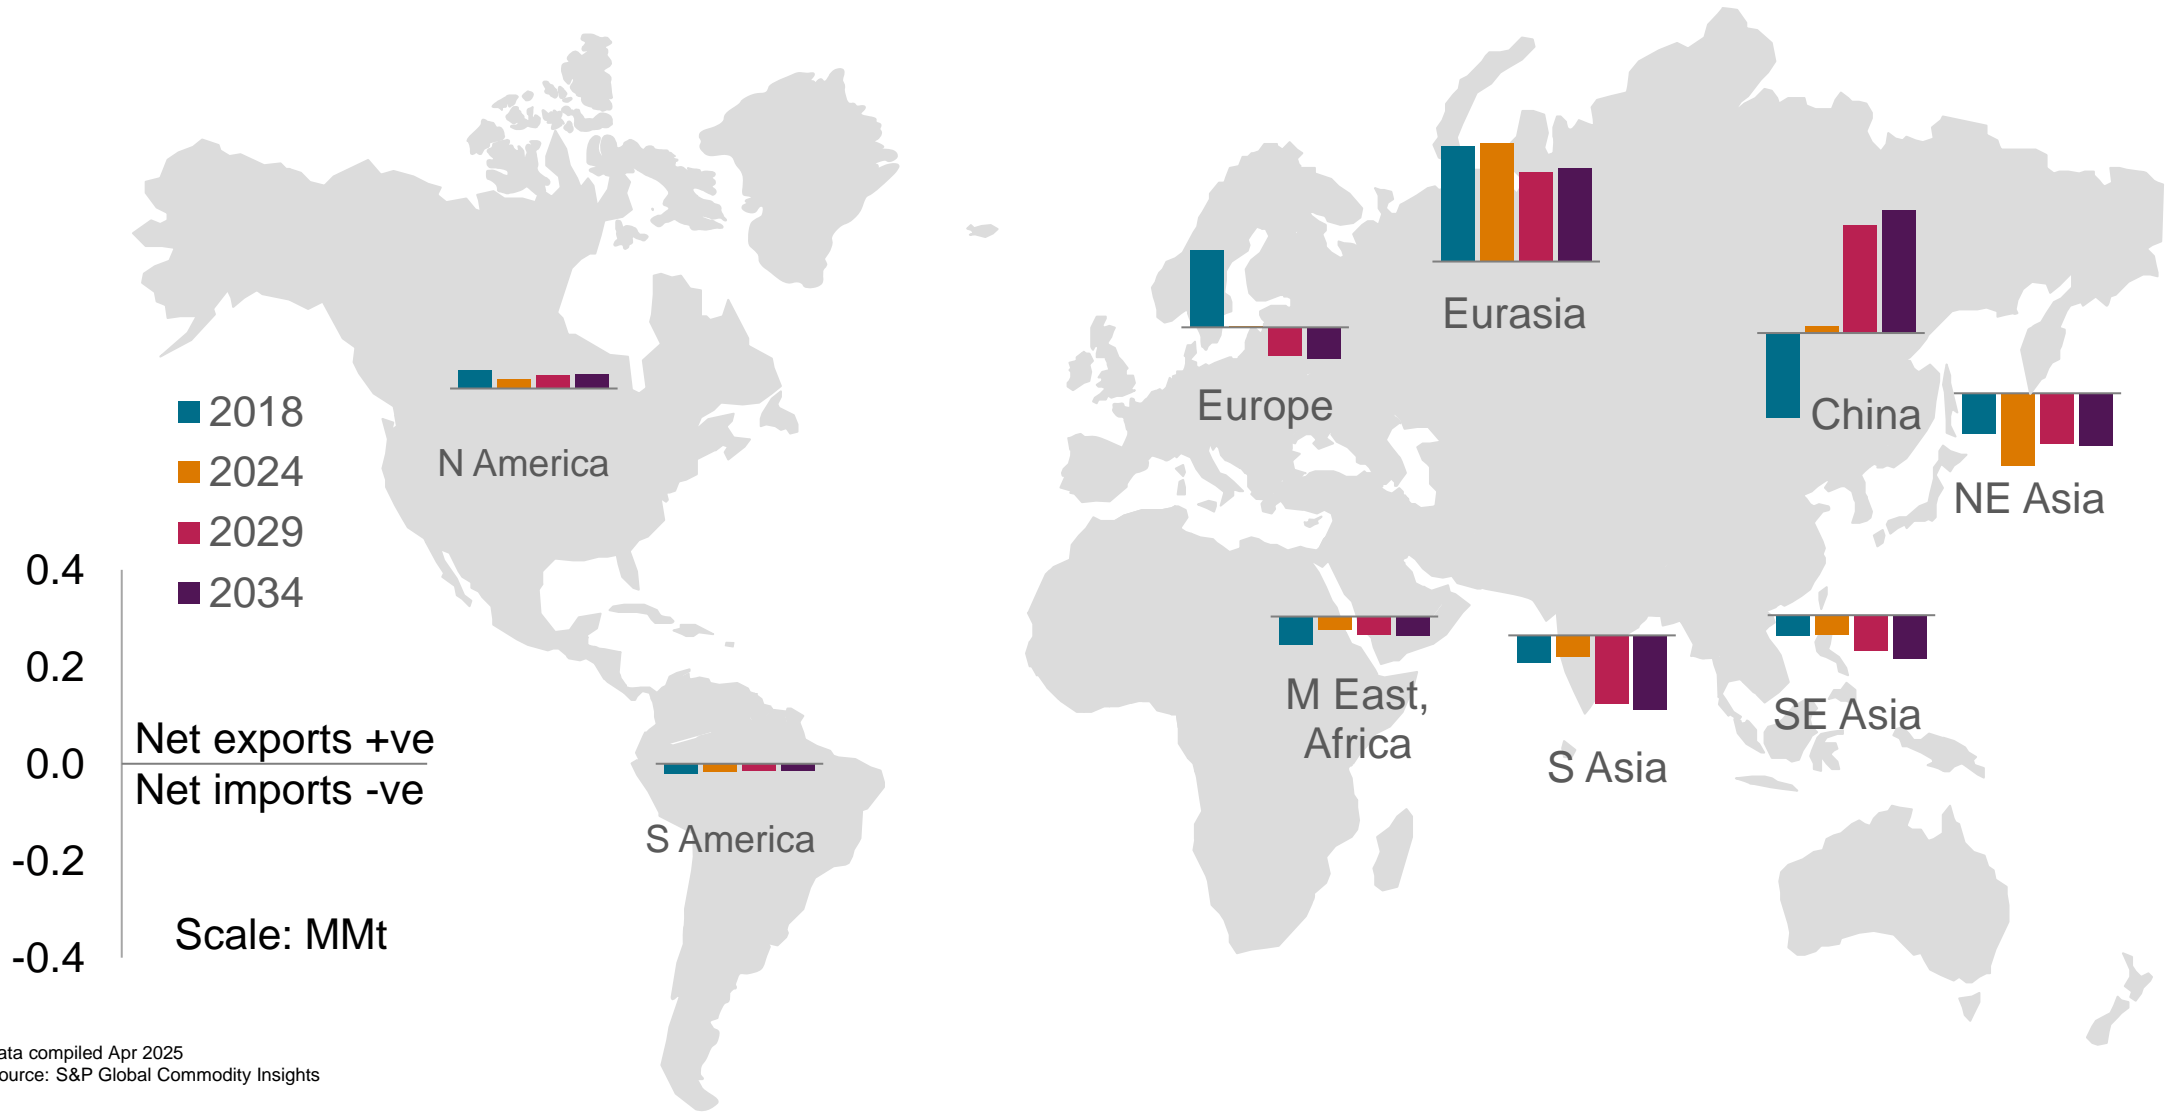 Eurasia
Europe
China
2018
N America
2024
NE Asia
2029
0.4
2034
0.2
M East,
Africa
SE Asia
S Asia
Net exports +ve
0.0
Net imports -ve
S America
-0.2
Scale: MMt
-0.4
ata compiled Apr 2025
ource: S&P Global Commodity Insights